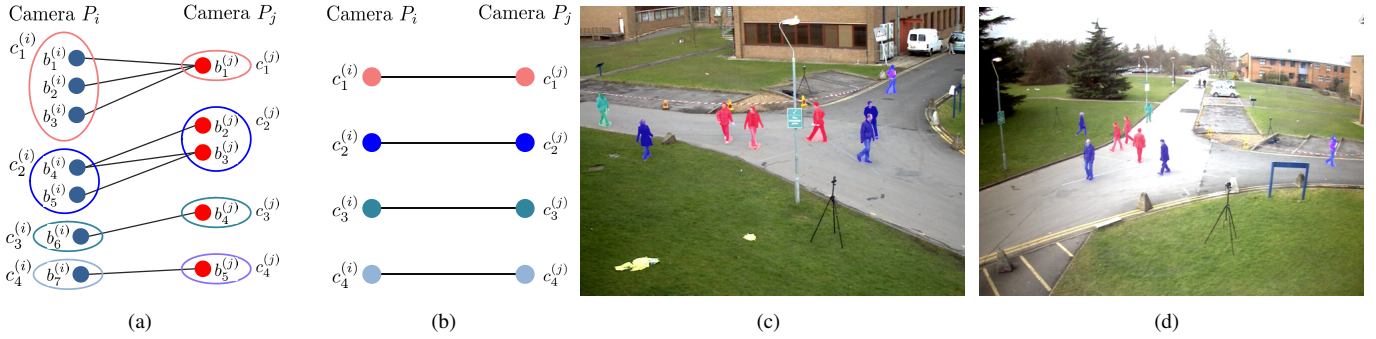 Camera $P_i$ Camera $P_j$
$c_1^{(i)}$ $b_1^{(i)}$ $b_1^{(j)}$ $c_1^{(j)}$
$b_2^{(i)}$
$b_3^{(i)}$
$b_2^{(j)}$ $c_2^{(j)}$
$b_3^{(j)}$
$c_2^{(i)}$ $b_4^{(i)}$
$b_5^{(i)}$
$c_3^{(i)}$ $b_6^{(i)}$ $b_4^{(j)}$ $c_3^{(j)}$
$c_4^{(i)}$ $b_7^{(i)}$ $b_5^{(j)}$ $c_4^{(j)}$
(a)
Camera $P_i$ Camera $P_j$
$c_1^{(i)}$ $c_1^{(j)}$
$c_2^{(i)}$ $c_2^{(j)}$
$c_3^{(i)}$ $c_3^{(j)}$
$c_4^{(i)}$ $c_4^{(j)}$
(b)
(c)
(d)